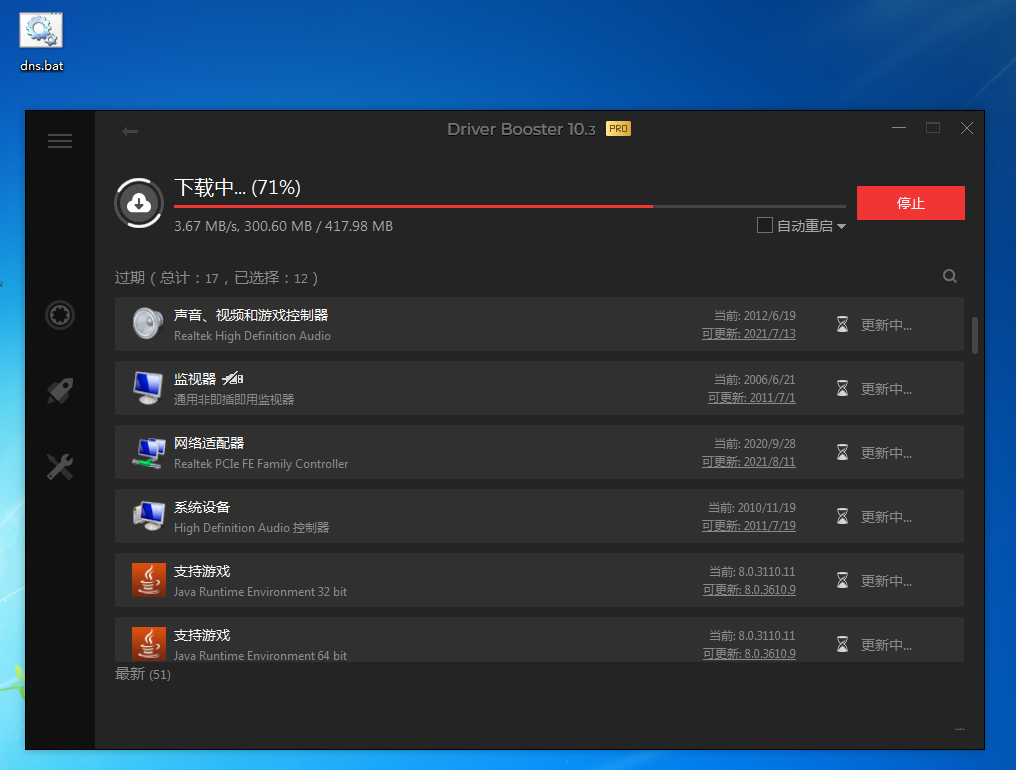 dns.bat
Driver Booster 10.3 PRO
下载中... (71%)
停止
3.67 MB/s, 300.60 MB / 417.98 MB
自动重启
过期 ( 总计 : 17 , 已选择 : 12 )
声音、视频和游戏控制器
Realtek High Definition Audio
当前: 2012/6/19
可更新: 2021/7/13
更新中...
监视器
通用非即插即用监视器
当前: 2006/6/21
可更新: 2011/7/1
更新中...
网络适配器
Realtek PCIe FE Family Controller
当前: 2020/9/28
可更新: 2021/8/11
更新中...
系统设备
High Definition Audio 控制器
当前: 2010/11/19
可更新: 2011/7/19
更新中...
支持游戏
Java Runtime Environment 32 bit
当前: 8.0.3110.11
可更新: 8.0.3610.9
更新中...
支持游戏
Java Runtime Environment 64 bit
当前: 8.0.3110.11
可更新: 8.0.3610.9
更新中...
最新 (51)